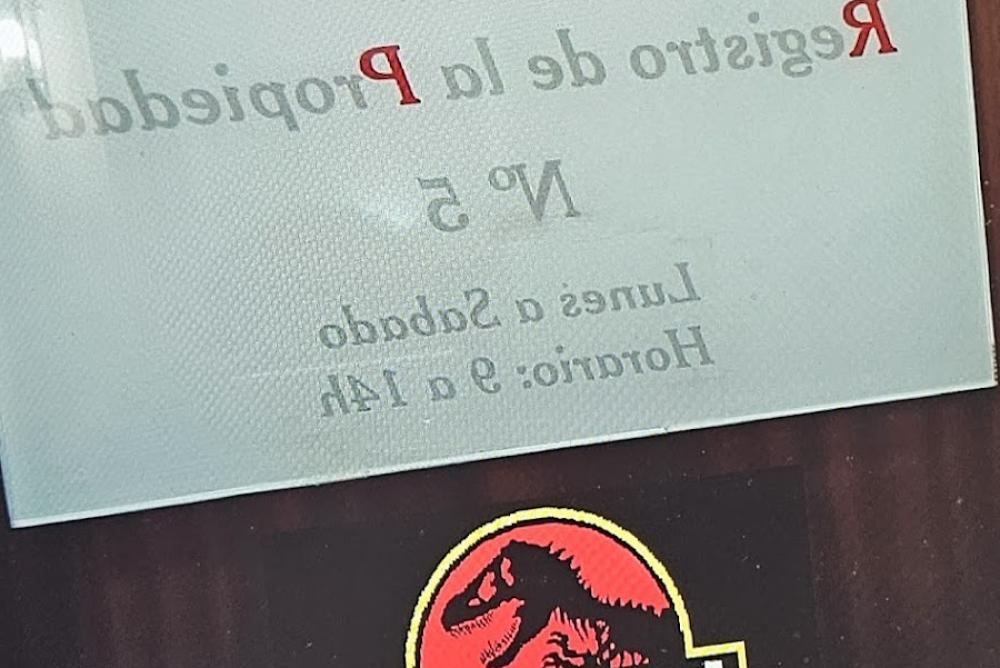 Registro de la Propiedad
Nº 5
Lunes a Sabado
Horario: 9 a 14h